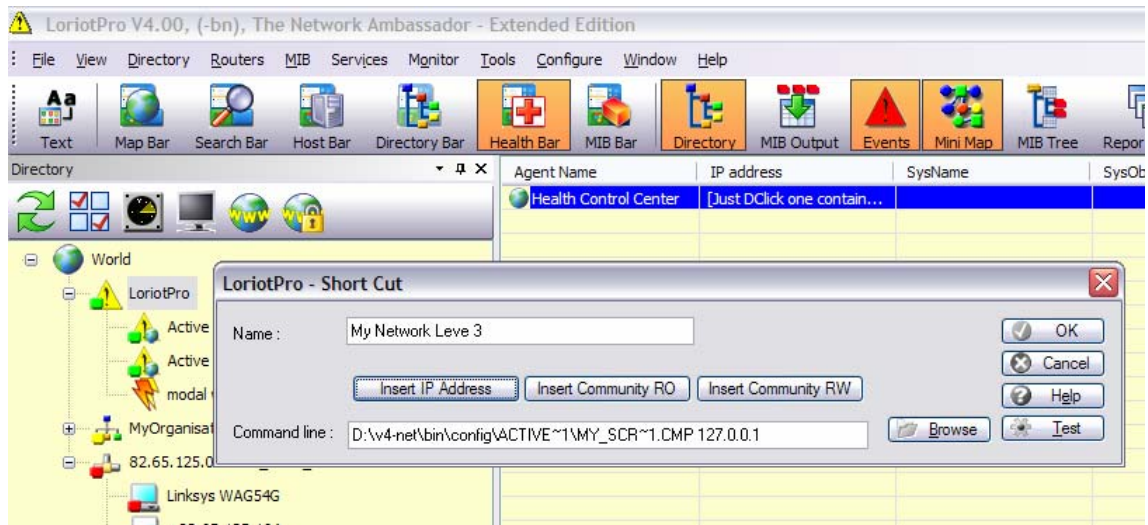 LoriotPro V4.00, (-bn), The Network Ambassador - Extended Edition
File View Directory Routers MIB Services Monitor Tools Configure Window Help
Text Map Bar Search Bar Host Bar Directory Bar Health Bar MIB Bar Directory MIB Output Events Mini Map MIB Tree Repor
Directory
Agent Name IP address SysName SysOb
Health Control Center [Just DClick one contain...
World
LoriotPro
Active
Active
modal
MyOrganisat
82.65.125.0
Linksys WAG54G
LoriotPro - Short Cut
Name : My Network Leve 3
OK
Cancel
Insert IP Address Insert Community RO Insert Community RW
Help
Command line : D:\v4-net\bin\config\ACTIVE~1\MY_SCR~1.CMP 127.0.0.1 Browse Test